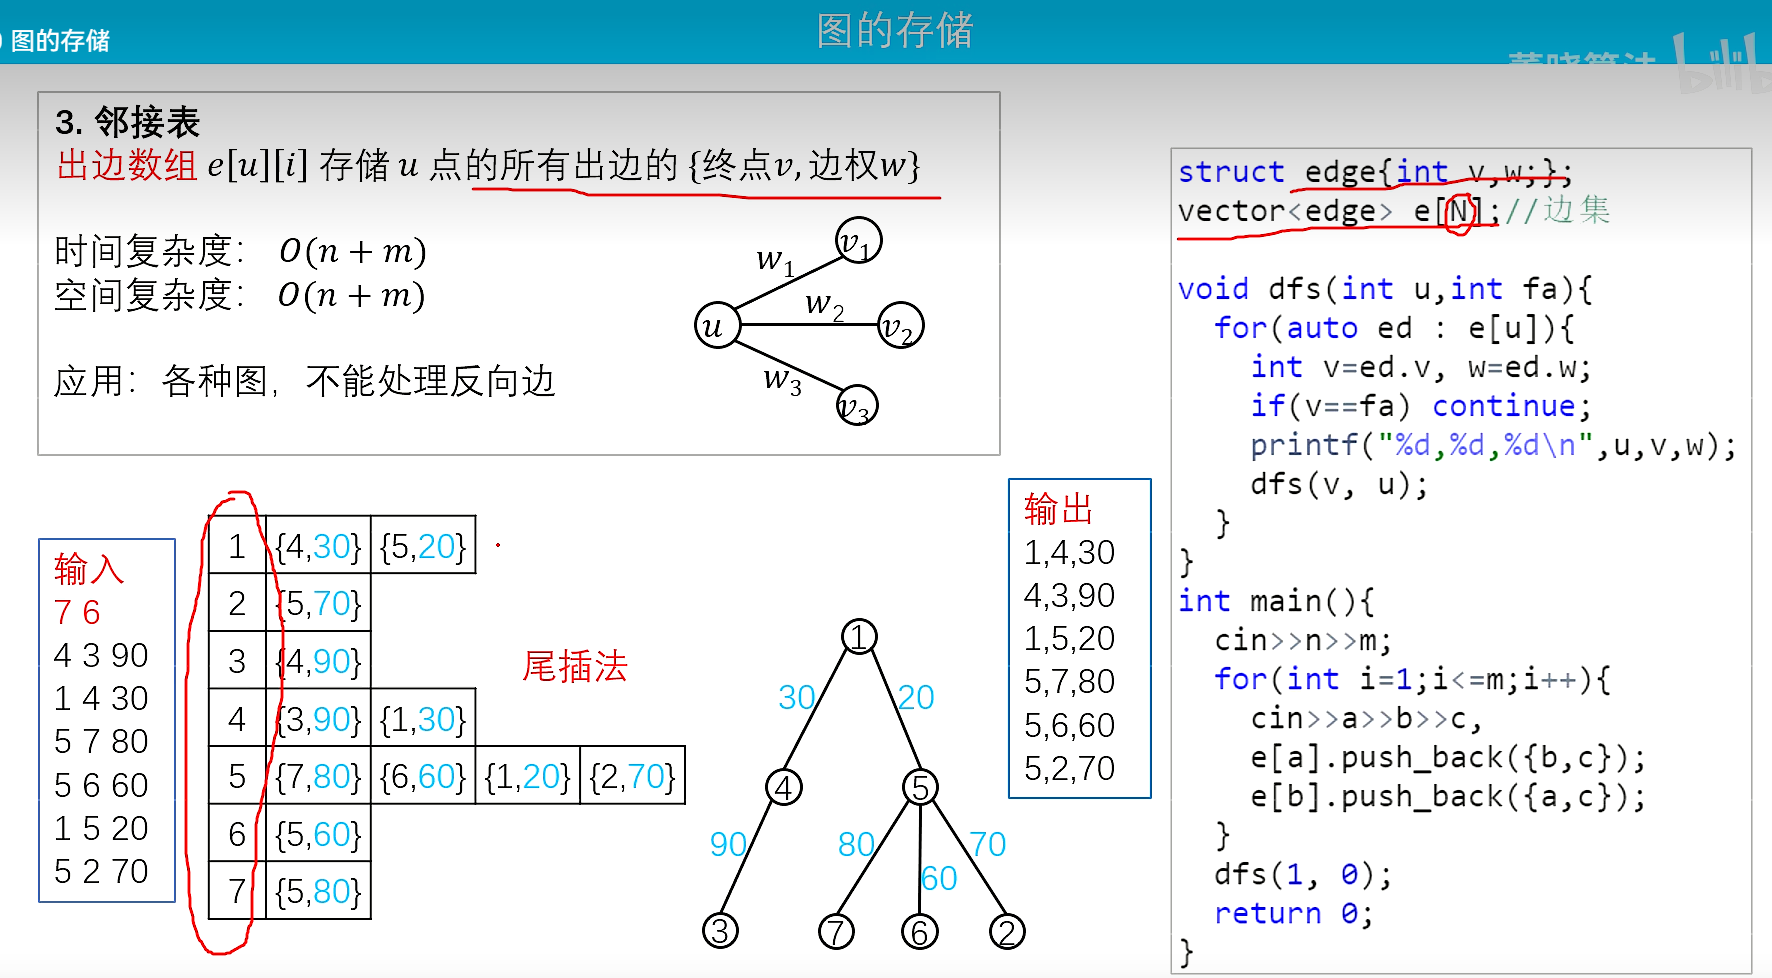 图的存储
图的存储
董晓算法
3. 邻接表
出边数组 e[u][i] 存储 u 点的所有出边的 {终点v, 边权w}
时间复杂度： O(n + m)
空间复杂度： O(n + m)
应用：各种图，不能处理反向边
u
v1
v2
v3
w1
w2
w3
struct edge{int v,w;};
vector<edge> e[N];//边集
void dfs(int u,int fa){
for(auto ed : e[u]){
int v=ed.v, w=ed.w;
if(v==fa) continue;
printf("%d,%d,%d\n",u,v,w);
dfs(v, u);
}
}
int main(){
cin>>n>>m;
for(int i=1;i<=m;i++){
cin>>a>>b>>c,
e[a].push_back({b,c});
e[b].push_back({a,c});
}
dfs(1, 0);
return 0;
}
输入
7 6
4 3 90
1 4 30
5 7 80
5 6 60
1 5 20
5 2 70
1 {4,30} {5,20}
2 {5,70}
3 {4,90}
4 {3,90} {1,30}
5 {7,80} {6,60} {1,20} {2,70}
6 {5,60}
7 {5,80}
尾插法
1
30 20
4 5
90 80 60 70
3 7 6 2
输出
1,4,30
4,3,90
1,5,20
5,7,80
5,6,60
5,2,70